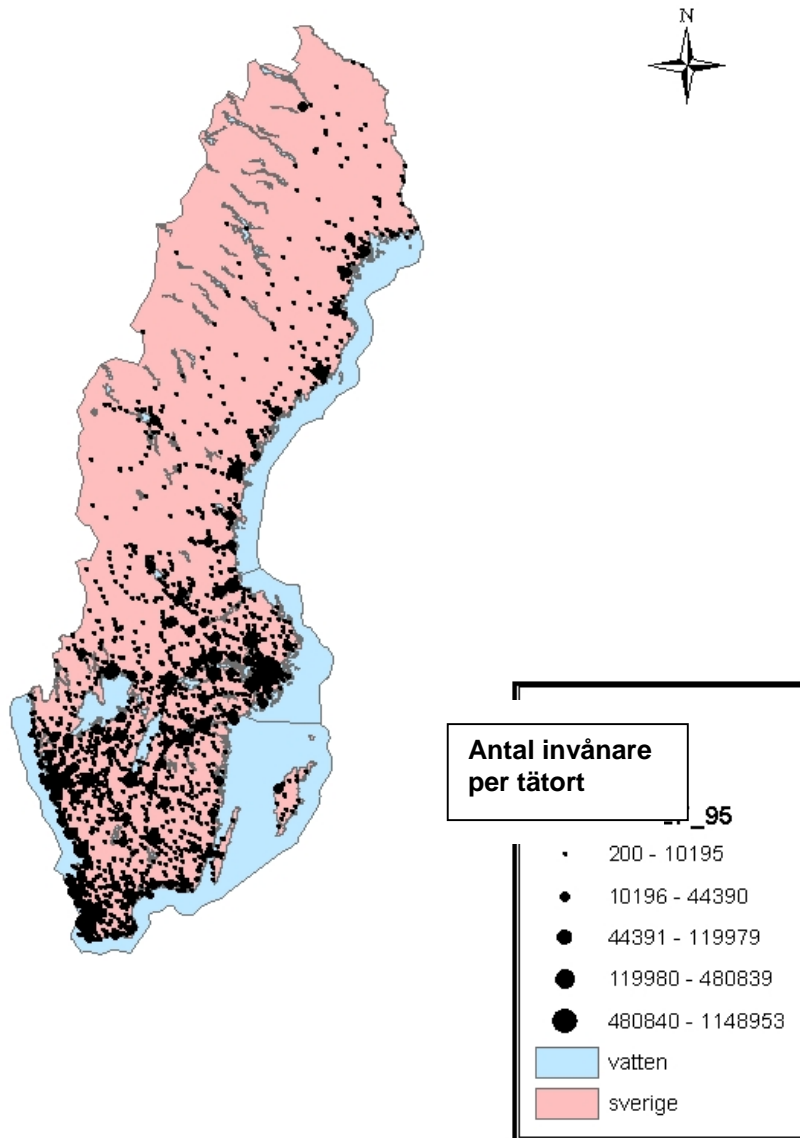 N
Antal invånare
per tätort
_95
200 - 10195
10196 - 44390
44391 - 119979
119980 - 480839
480840 - 1148953
vatten
sverige